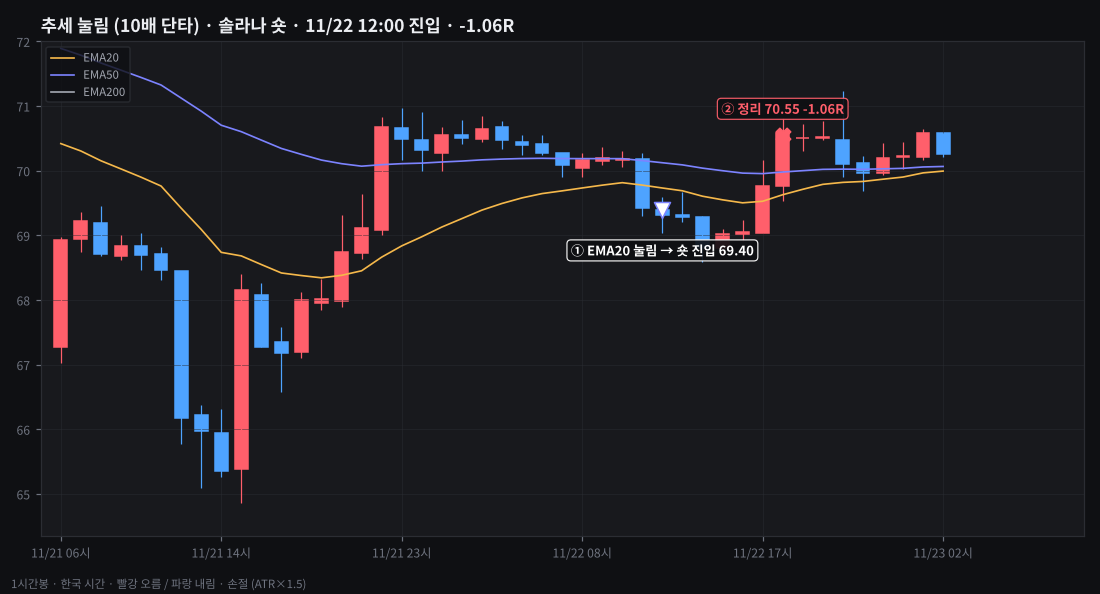 추세 눌림 (10배 단타) · 솔라나 숏 · 11/22 12:00 진입 · -1.06R
72
EMA20
EMA50
EMA200
71
② 정리 70.55 -1.06R
70
69
① EMA20 눌림 → 숏 진입 69.40
68
67
66
65
11/21 06시
11/21 14시
11/21 23시
11/22 08시
11/22 17시
11/23 02시
1시간봉 · 한국 시간 · 빨강 오름 / 파랑 내림 · 손절 (ATR×1.5)